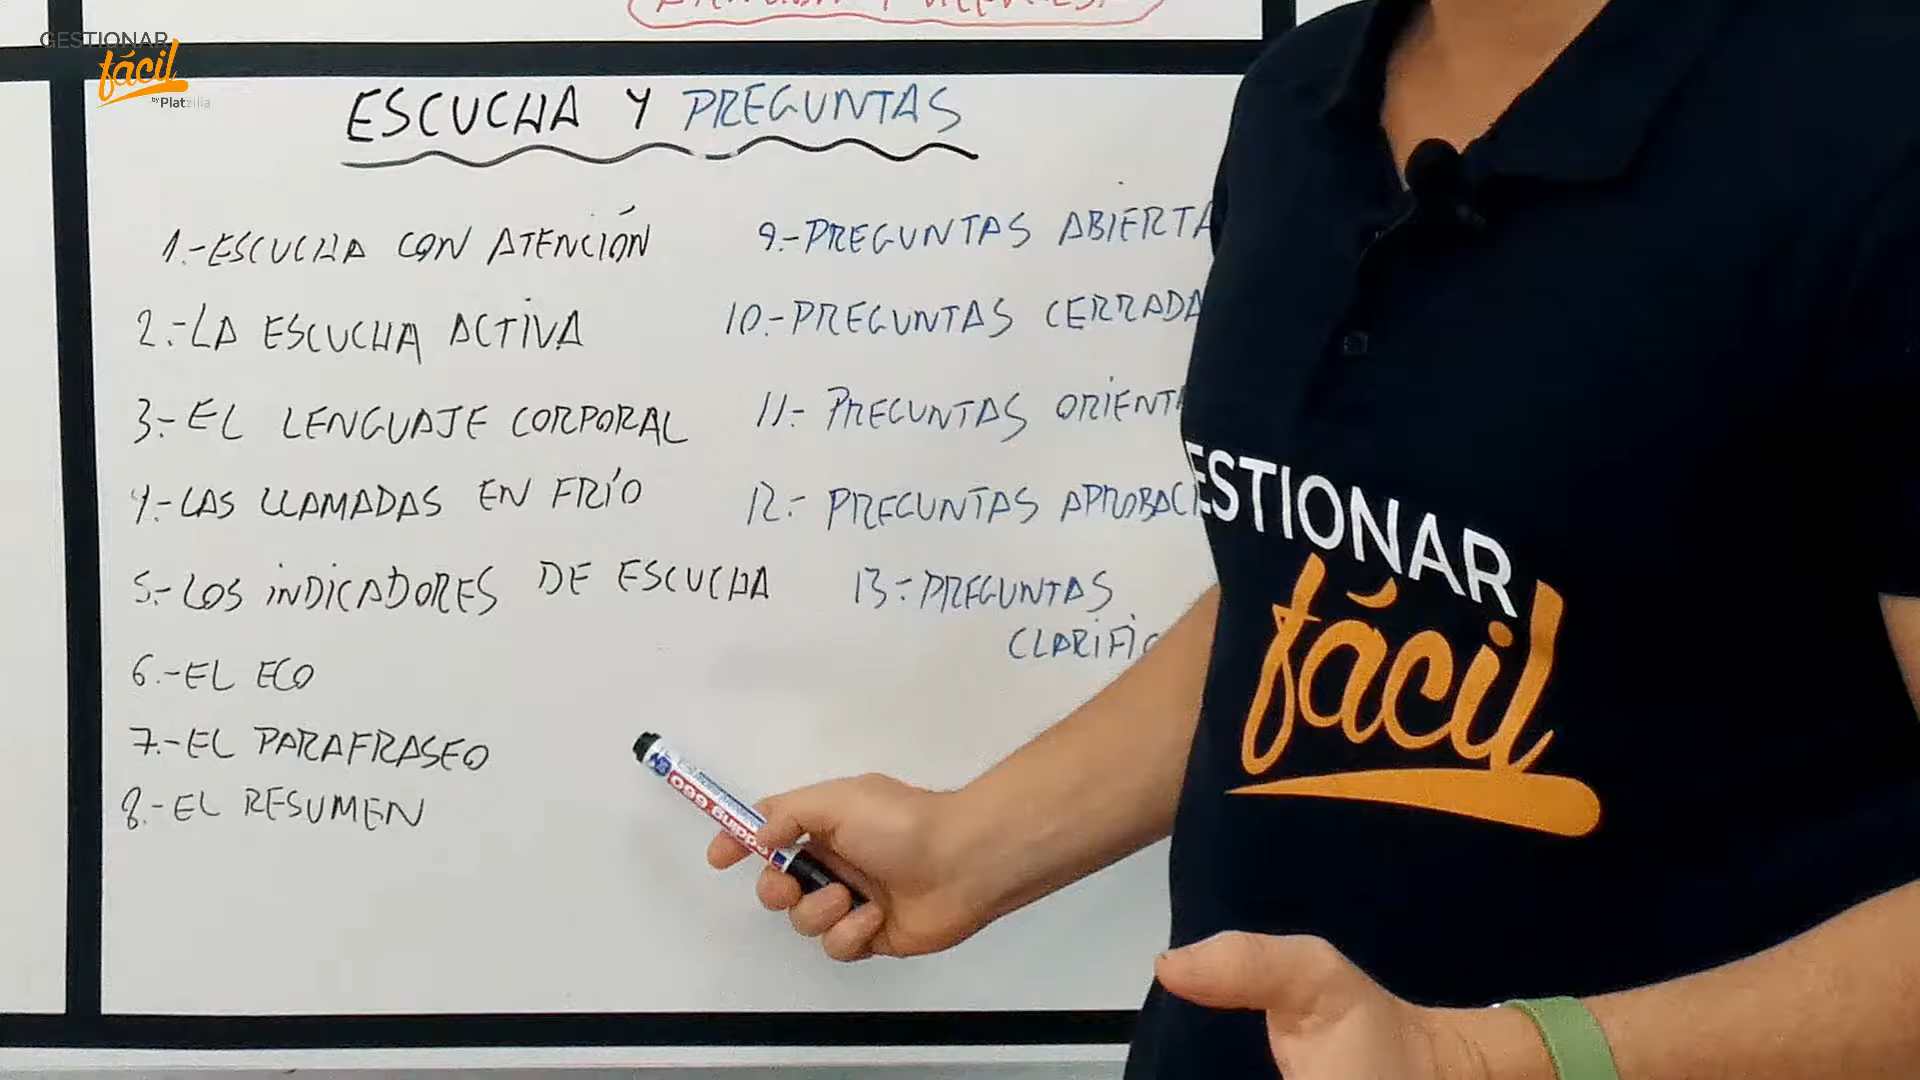 GESTIONAR
fácil
by Platzilla
ESCUCHA Y PREGUNTAS
1.-ESCUCHA CON ATENCIÓN
2.-LA ESCUCHA ACTIVA
3.-EL LENGUAJE CORPORAL
4.-LAS LLAMADAS EN FRÍO
5.-LOS INDICADORES DE ESCUCHA
6.-EL ECO
7.-EL PARAFRASEO
8.-EL RESUMEN
9.-PREGUNTAS ABIERTA
10.-PREGUNTAS CERRADA
11.- PREGUNTAS ORIENTA
12.- PREGUNTAS APROBAC
13.-PREGUNTAS
CLARIFIC
edding 660
ESTIONAR
fácil